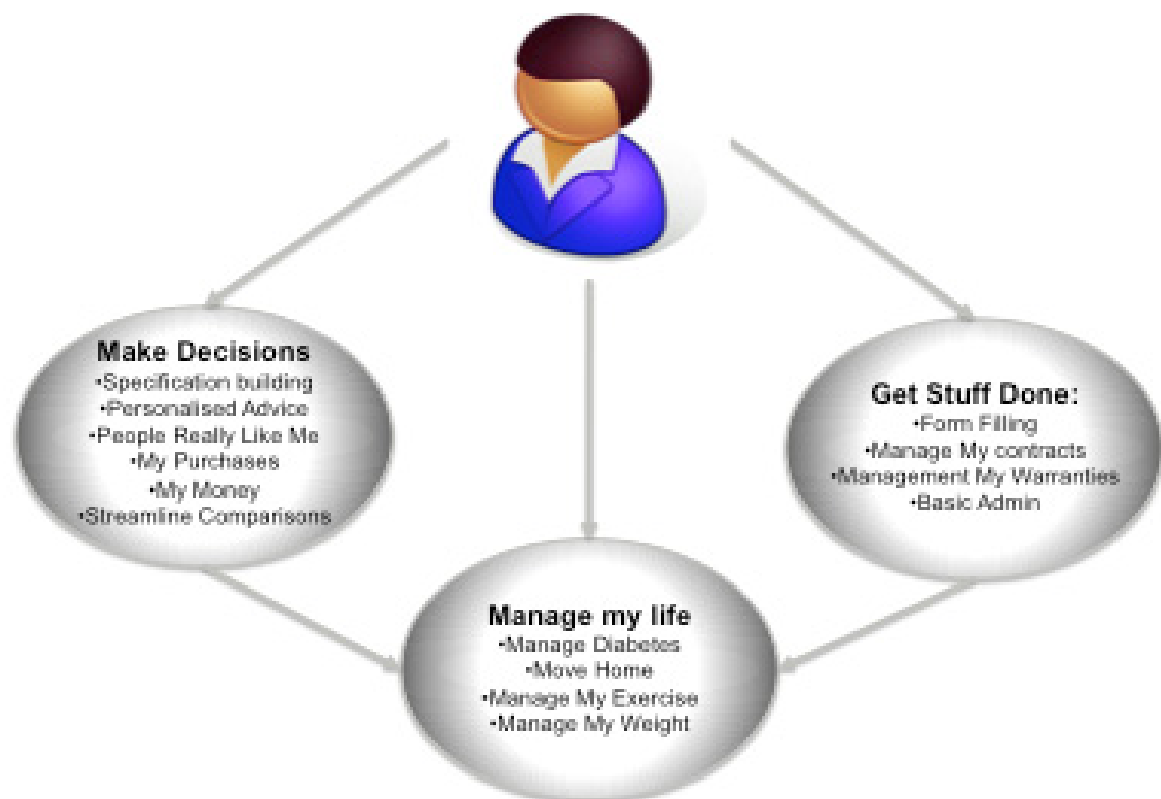 Make Decisions
•Specification building
•Personalised Advice
•People Really Like Me
•My Purchases
•My Money
•Streamline Comparisons
Get Stuff Done:
•Form Filling
•Manage My contracts
•Management My Warranties
•Basic Admin
Manage my life
•Manage Diabetes
•Move Home
•Manage My Exercise
•Manage My Weight